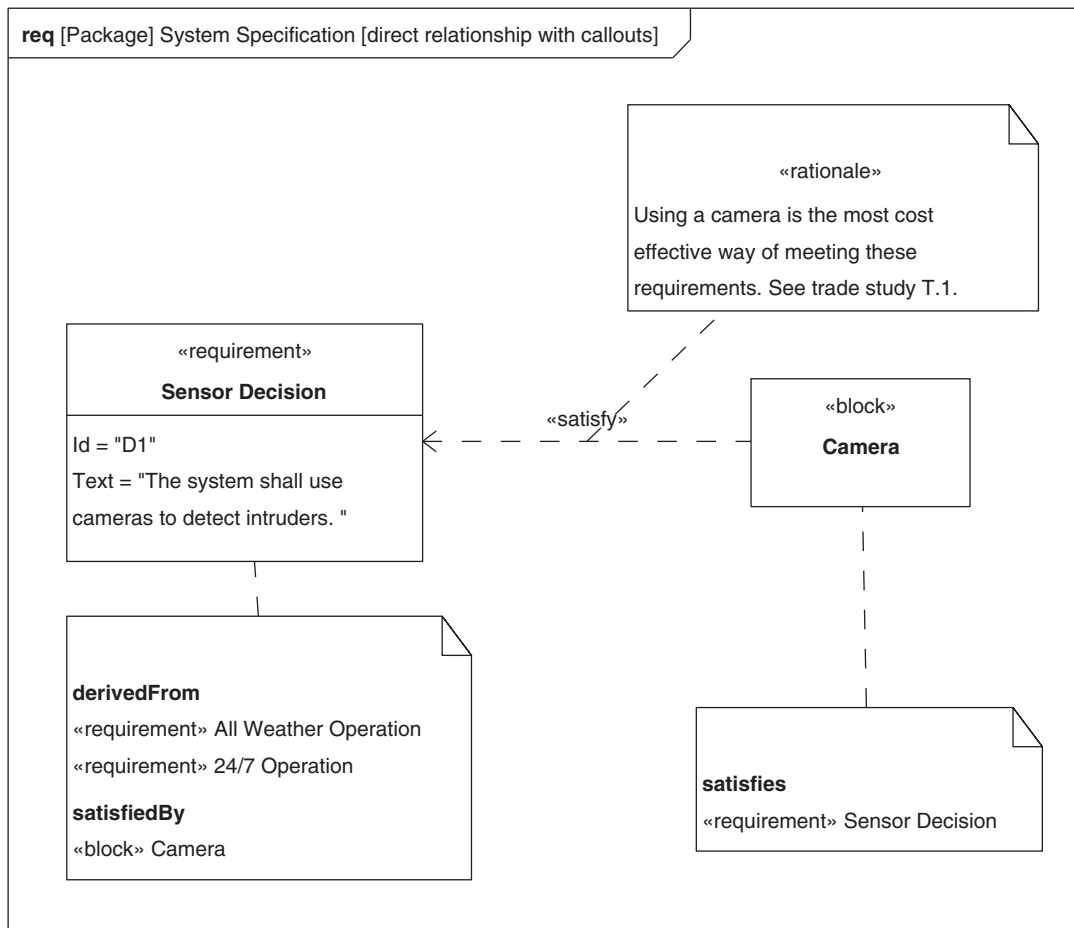 req [Package] System Specification [direct relationship with callouts]
«rationale»
Using a camera is the most cost
effective way of meeting these
requirements. See trade study T.1.
«requirement»
Sensor Decision
Id = "D1"
Text = "The system shall use
cameras to detect intruders. "
«satisfy»
«block»
Camera
derivedFrom
«requirement» All Weather Operation
«requirement» 24/7 Operation
satisfiedBy
«block» Camera
satisfies
«requirement» Sensor Decision